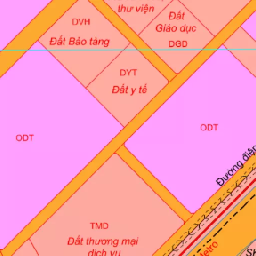 thư viện
Đất
Giáo dục
DGD
DVH
Đất Bảo tàng
DYT
Đất y tế
ODT
ODT
Đường điện
TMD
Đất thương mại
dịch vụ